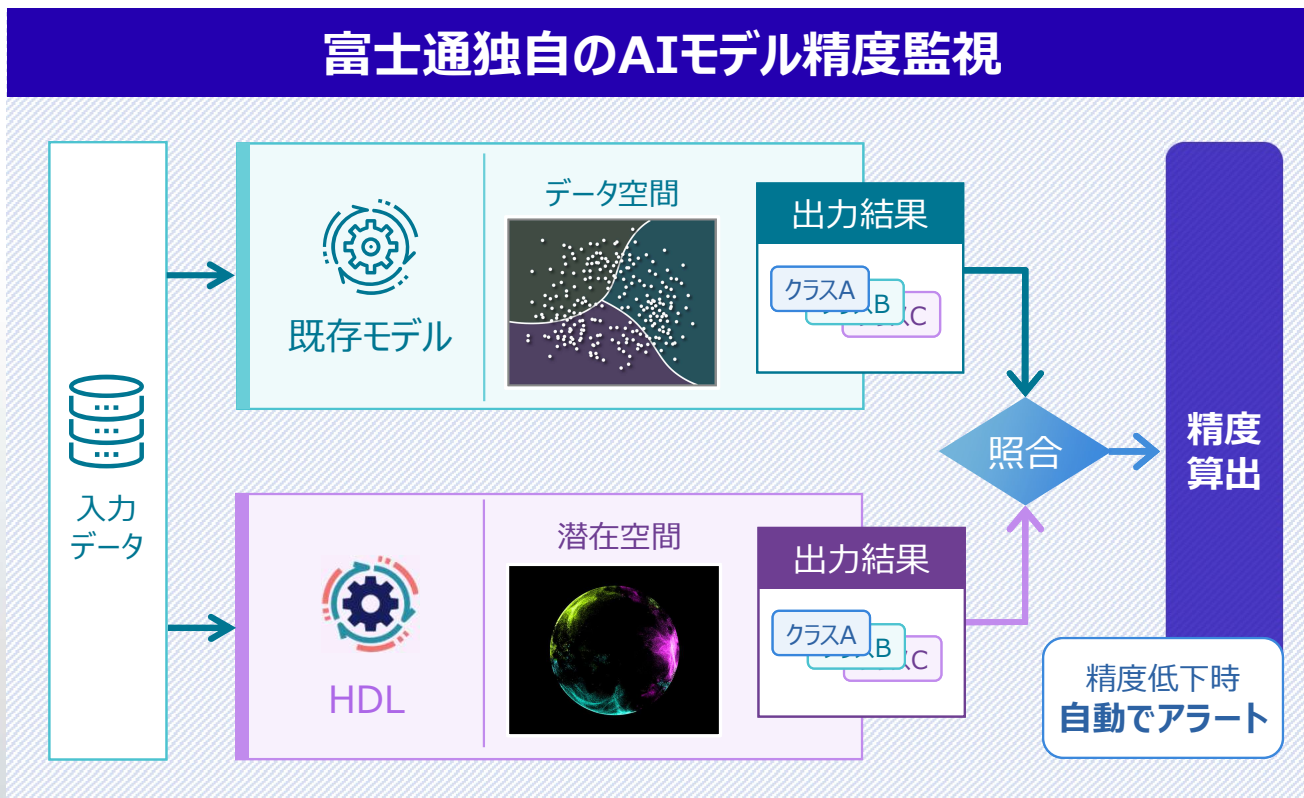 富士通独自のAIモデル精度監視
入力
データ
既存モデル
データ空間
出力結果
クラスA
B
C
HDL
潜在空間
出力結果
クラスA
B
C
照合
精度
算出
精度低下時
自動でアラート